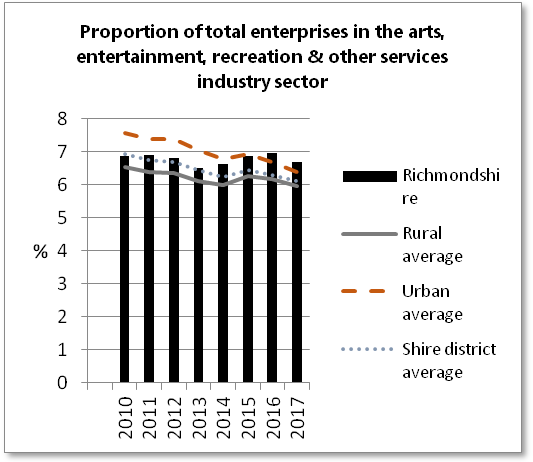 Proportion of total enterprises in the arts,
entertainment, recreation & other services
industry sector
8
7
6
5
4
3
2
1
0
%
2010
2011
2012
2013
2014
2015
2016
2017
Richmondshi
re
Rural
average
Urban
average
Shire district
average